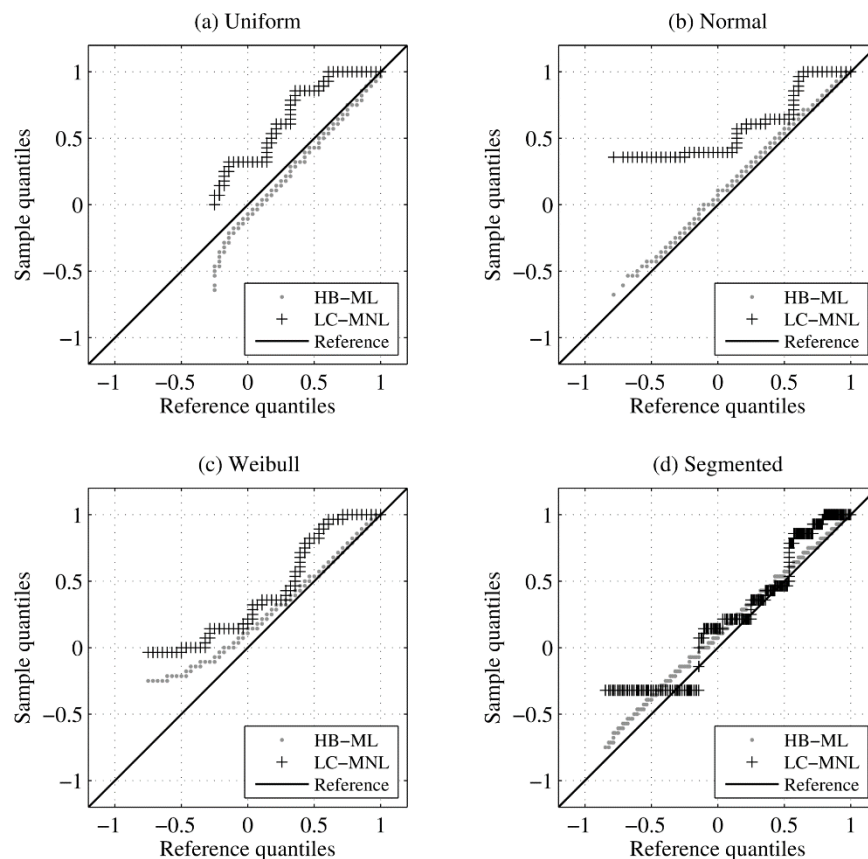 (a) Uniform
1
0.5
0
−0.5
−1
Sample quantiles
HB−ML
LC−MNL
Reference
−1 −0.5 0 0.5 1
Reference quantiles
(b) Normal
1
0.5
0
−0.5
−1
Sample quantiles
HB−ML
LC−MNL
Reference
−1 −0.5 0 0.5 1
Reference quantiles
(c) Weibull
1
0.5
0
−0.5
−1
Sample quantiles
HB−ML
LC−MNL
Reference
−1 −0.5 0 0.5 1
Reference quantiles
(d) Segmented
1
0.5
0
−0.5
−1
Sample quantiles
HB−ML
LC−MNL
Reference
−1 −0.5 0 0.5 1
Reference quantiles